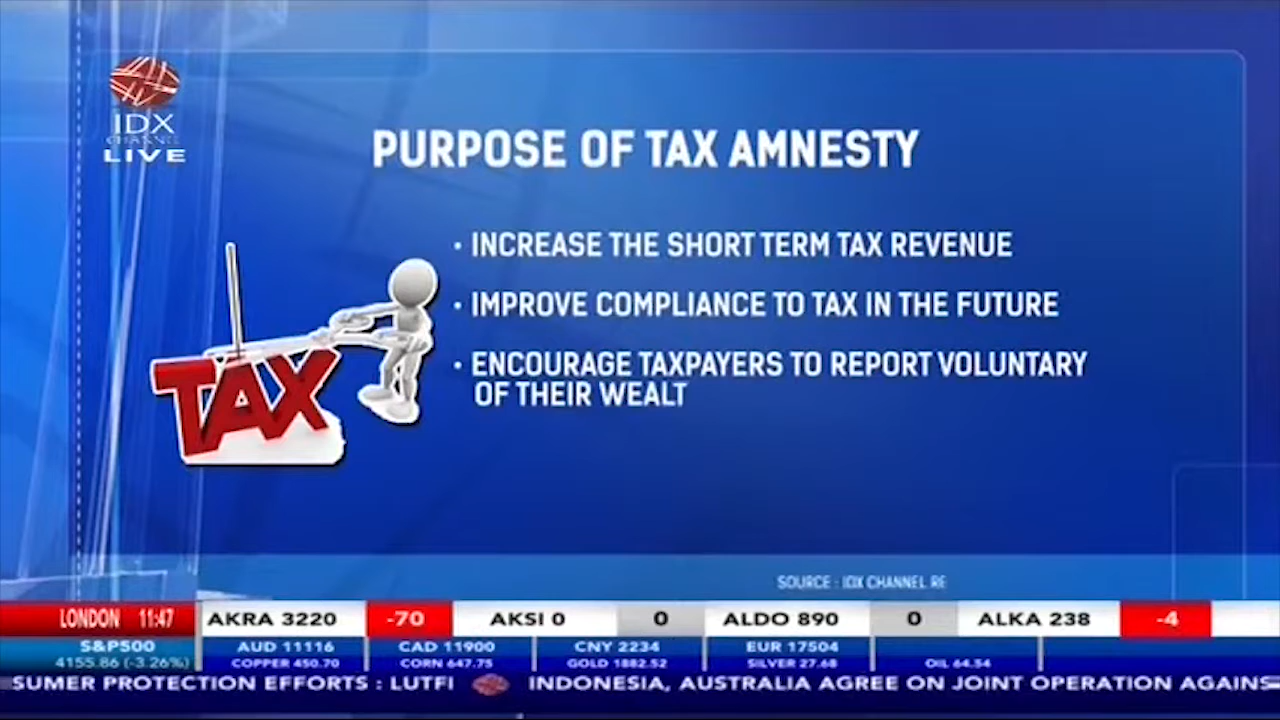 IDX
CHANNEL
LIVE
PURPOSE OF TAX AMNESTY
• INCREASE THE SHORT TERM TAX REVENUE
• IMPROVE COMPLIANCE TO TAX IN THE FUTURE
• ENCOURAGE TAXPAYERS TO REPORT VOLUNTARY
OF THEIR WEALT
TAX
SOURCE : IDX CHANNEL RE
LONDON 11:47 AKRA 3220 -70 AKSI 0 0 ALDO 890 0 ALKA 238 -4
S&P500 AUD 11116 CAD 11900 CNY 2234 EUR 17504
4155.86 (-3.26%) COPPER 450.70 CORN 647.75 GOLD 1882.52 SILVER 27.68 OIL 64.54
SUMER PROTECTION EFFORTS : LUTFI INDONESIA, AUSTRALIA AGREE ON JOINT OPERATION AGAINS